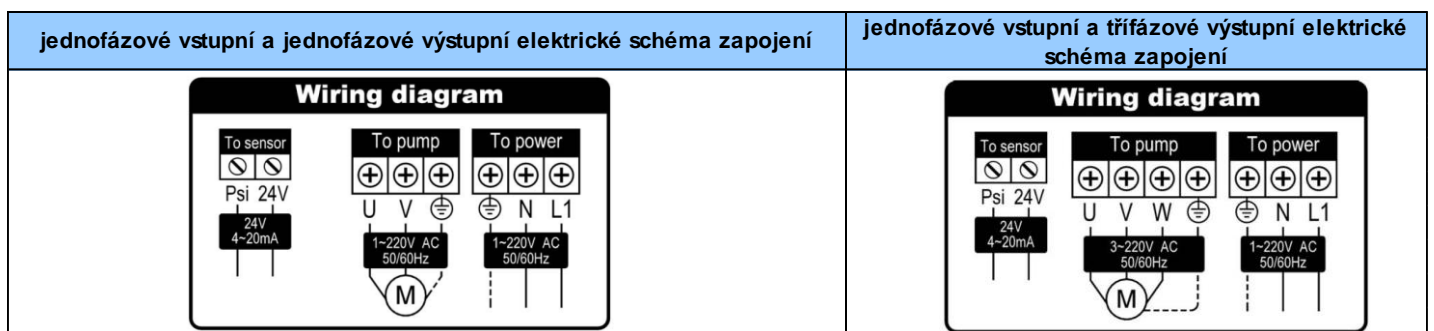 jednofázové vstupní a jednofázové výstupní elektrické schéma zapojení
Wiring diagram
To sensor
To pump
To power
Psi 24V
U V N L1
24V
4~20mA
1~220V AC
50/60Hz
1~220V AC
50/60Hz
M
jednofázové vstupní a třífázové výstupní elektrické
schéma zapojení
Wiring diagram
To sensor
To pump
To power
Psi 24V
U V W N L1
24V
4~20mA
3~220V AC
50/60Hz
1~220V AC
50/60Hz
M